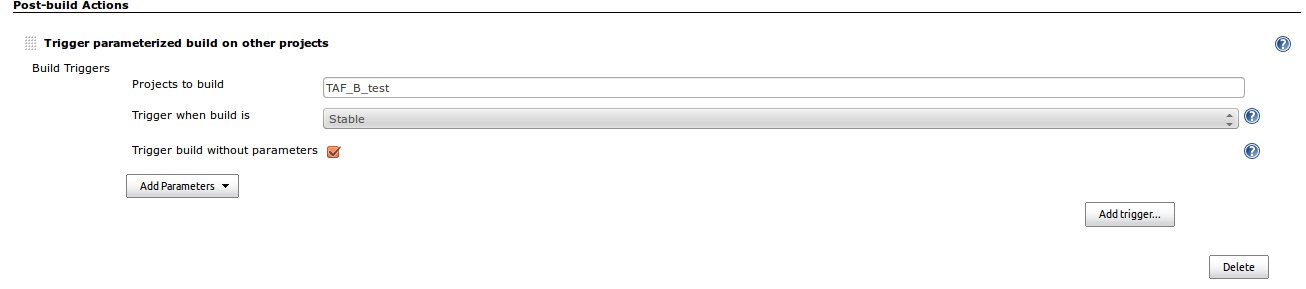 Post-build Actions
Trigger parameterized build on other projects
?
Build Triggers
Projects to build
TAF_B_test
Trigger when build is
Stable
?
Trigger build without parameters
?
Add Parameters
Add trigger...
Delete